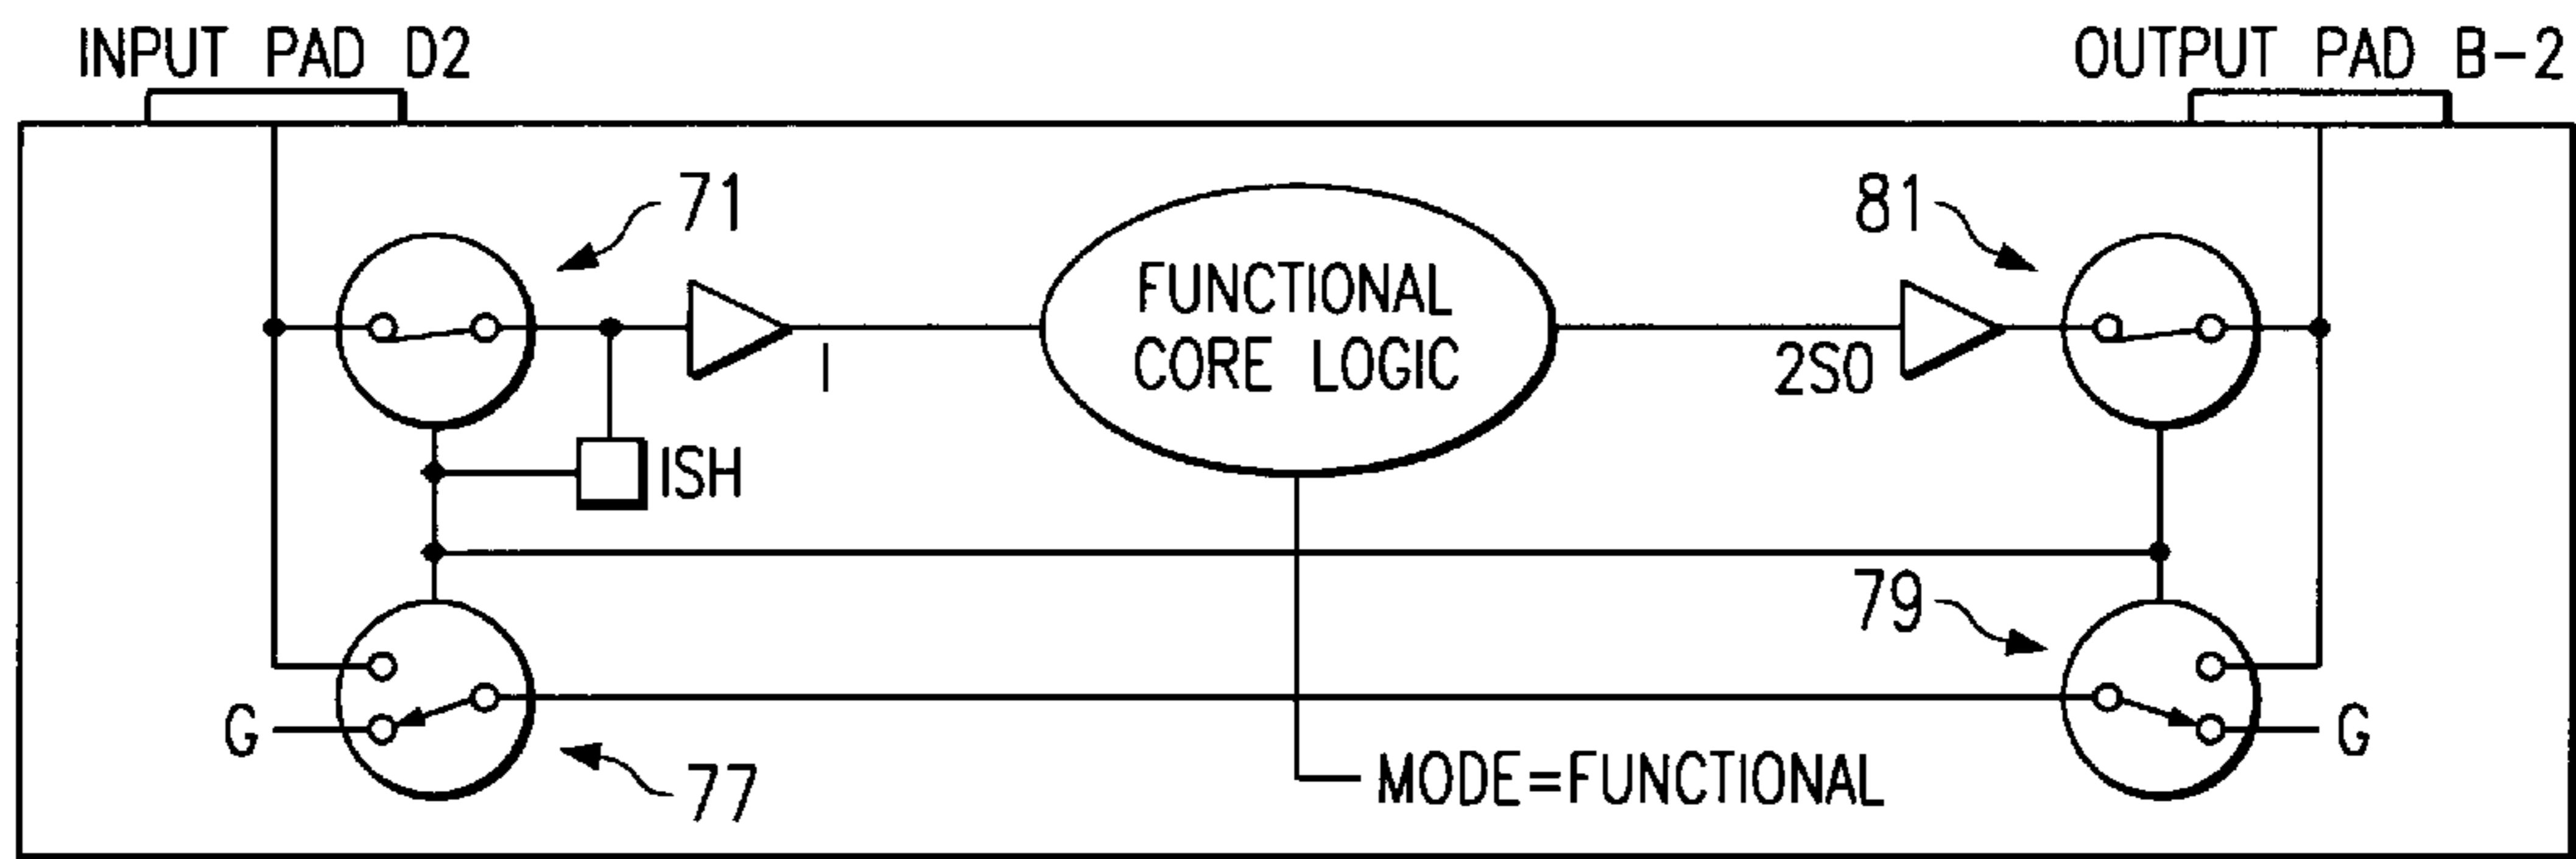 INPUT PAD D2
OUTPUT PAD B-2
71
81
FUNCTIONAL
CORE LOGIC
I
2SO
ISH
79
G
G
77
MODE=FUNCTIONAL